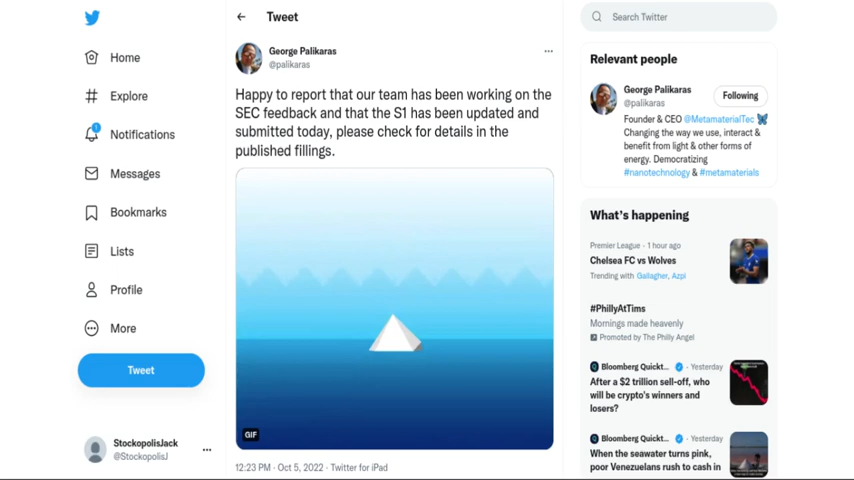 Tweet
Search Twitter
George Palikaras
@palikaras
Home
Explore
1
Notifications
Messages
Bookmarks
Lists
Profile
More
Tweet
StockopolisJack
@StockopolisJ
Happy to report that our team has been working on the
SEC feedback and that the S1 has been updated and
submitted today, please check for details in the
published fillings.
GIF
12:23 PM · Oct 5, 2022 · Twitter for iPad
Relevant people
George Palikaras
@palikaras
Following
Founder & CEO @MetamaterialTec
Changing the way we use, interact &
benefit from light & other forms of
energy. Democratizing
#nanotechnology & #metamaterials
What's happening
Premier League · 1 hour ago
Chelsea FC vs Wolves
Trending with Gallagher, Azpi
#PhillyAtTims
Mornings made heavenly
Promoted by The Philly Angel
Bloomberg Quickt... · Yesterday
After a $2 trillion sell-off, who
will be crypto's winners and
losers?
Bloomberg Quickt... · Yesterday
When the seawater turns pink,
poor Venezuelans rush to cash in